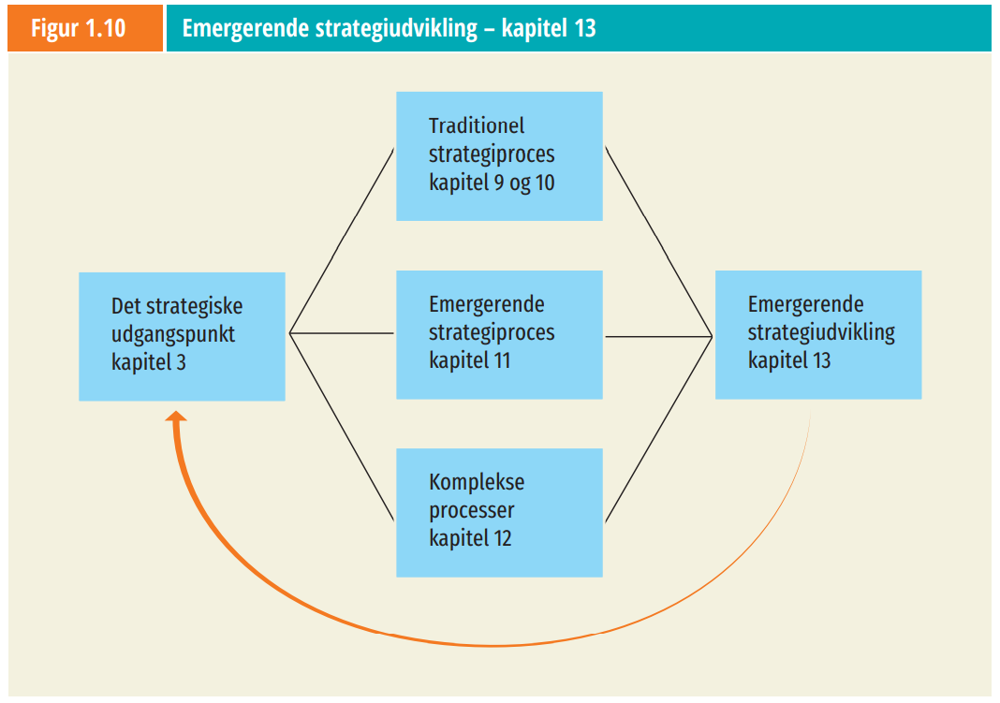 Figur 1.10
Emergerende strategiudvikling – kapitel 13
Traditionel
strategiproces
kapitel 9 og 10
Det strategiske
udgangspunkt
kapitel 3
Emergerende
strategiproces
kapitel 11
Emergerende
strategiudvikling
kapitel 13
Komplekse
processer
kapitel 12